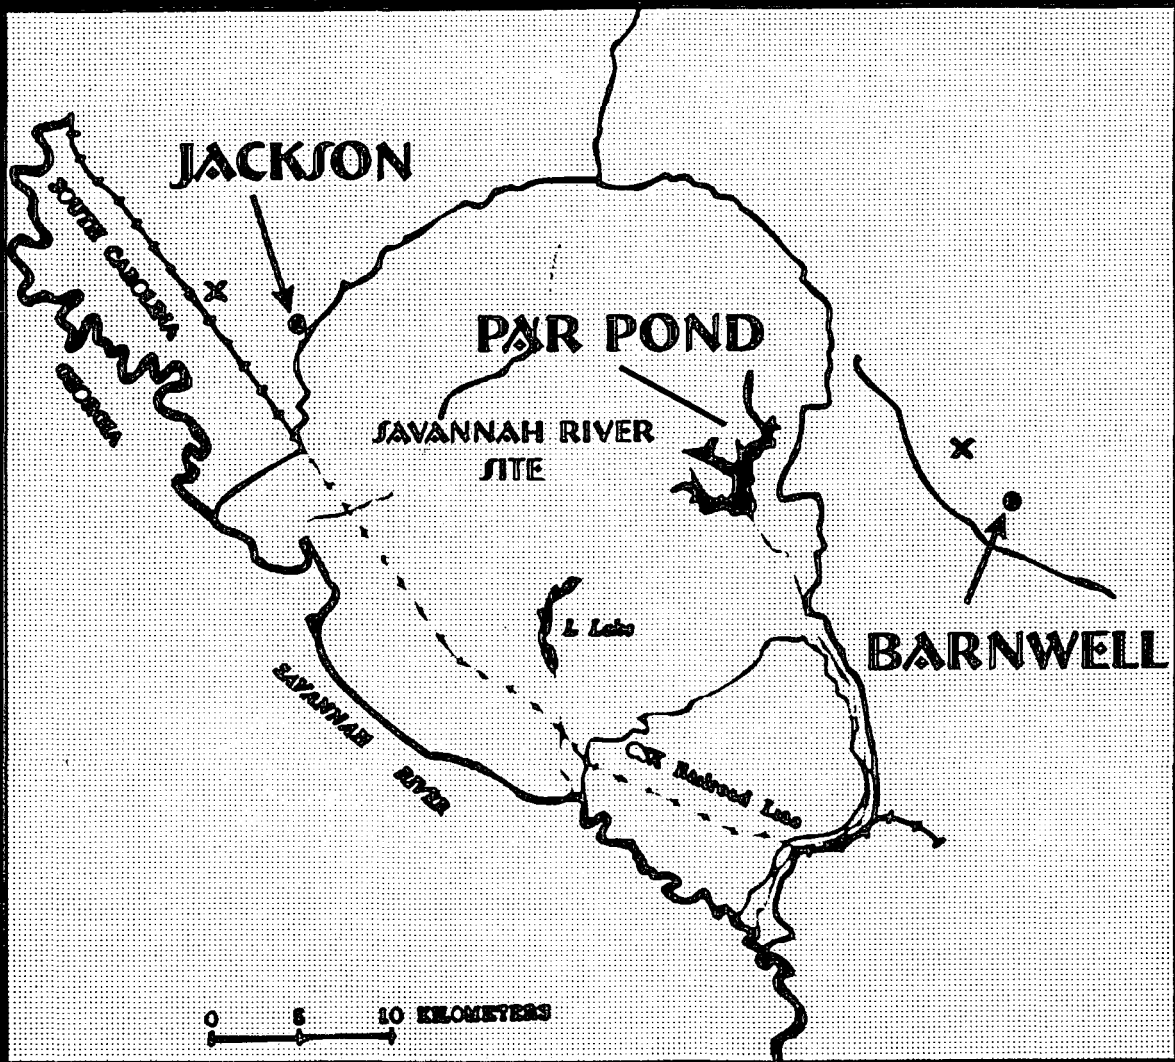 JACKSON
SOUTH CAROLINA
GEORGIA
PAR POND
SAVANNAH RIVER
SITE
L Lake
BARNWELL
SAVANNAH
RIVER
Railroad Line
0 5 10 KILOMETERS